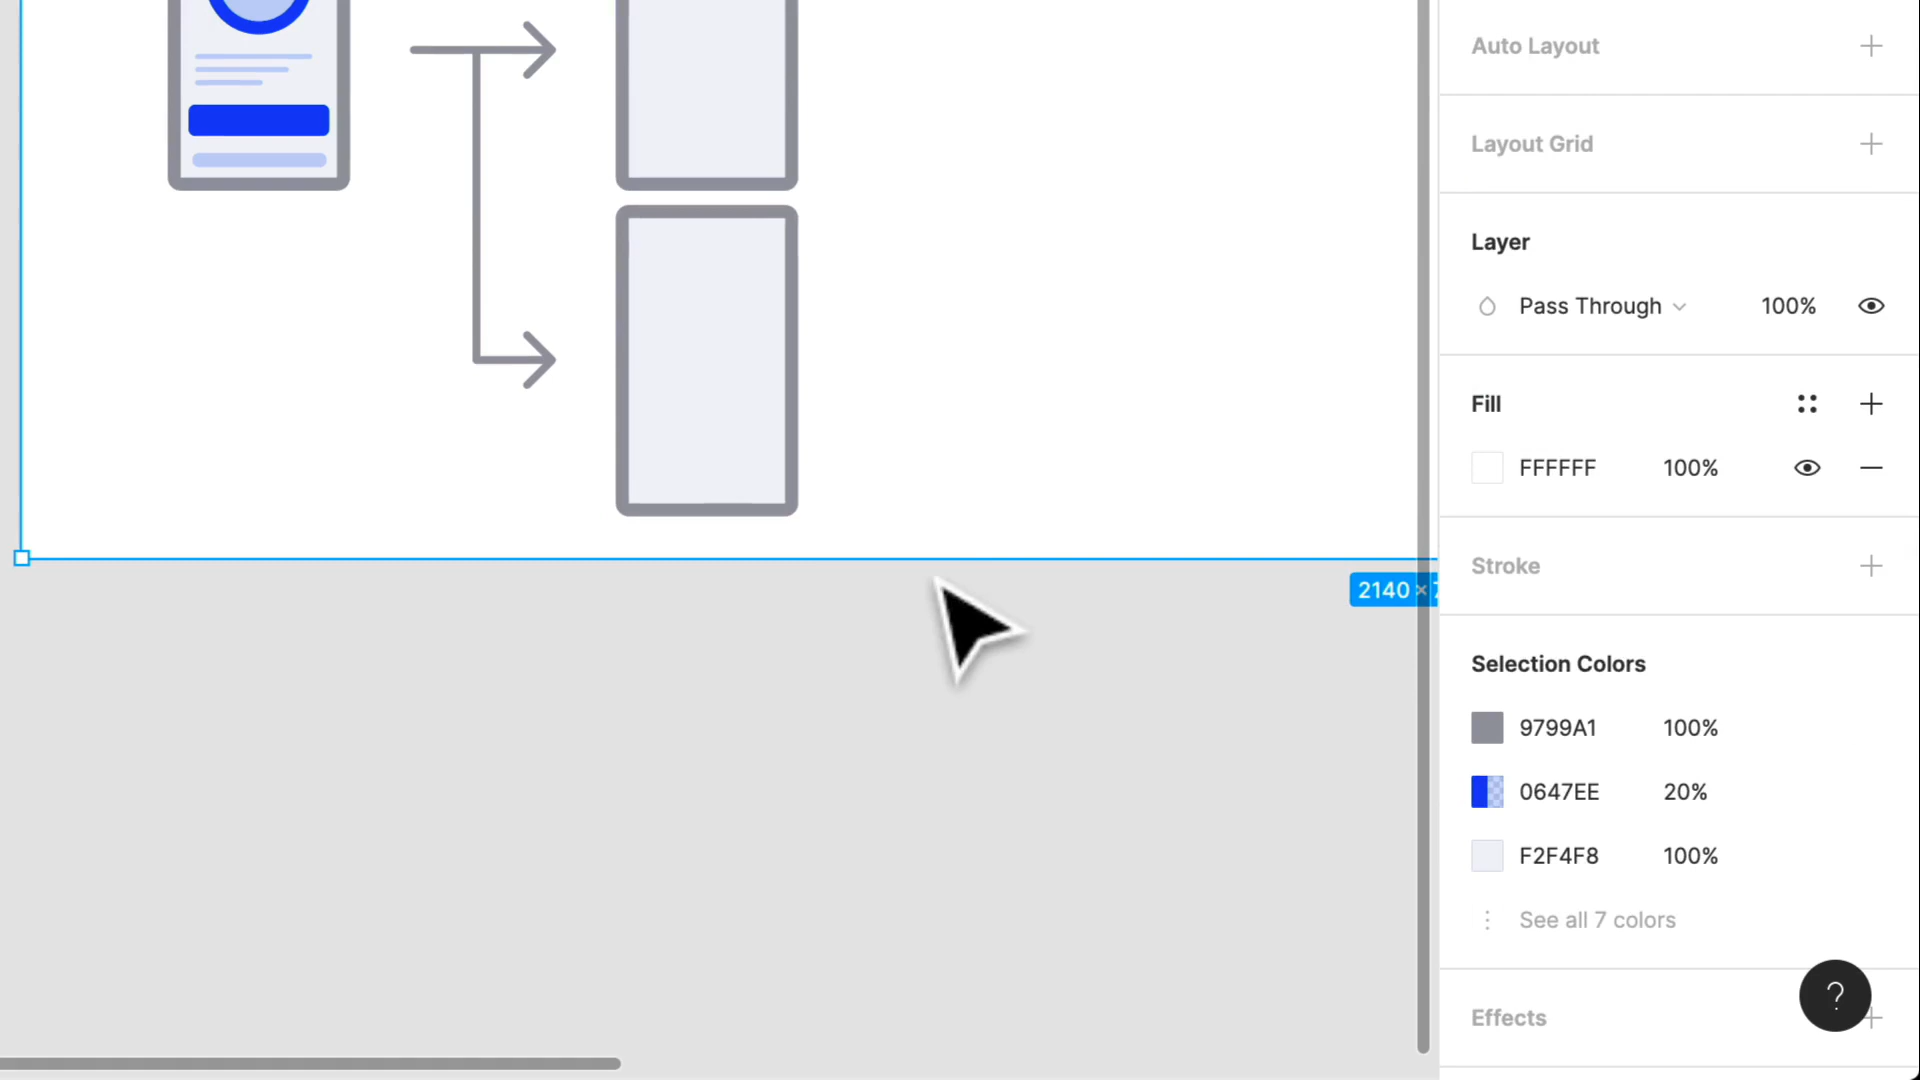 Auto Layout
Layout Grid
Layer
Pass Through 100%
Fill
FFFFFF 100%
Stroke
2140 ×
Selection Colors
9799A1 100%
0647EE 20%
F2F4F8 100%
See all 7 colors
?
Effects